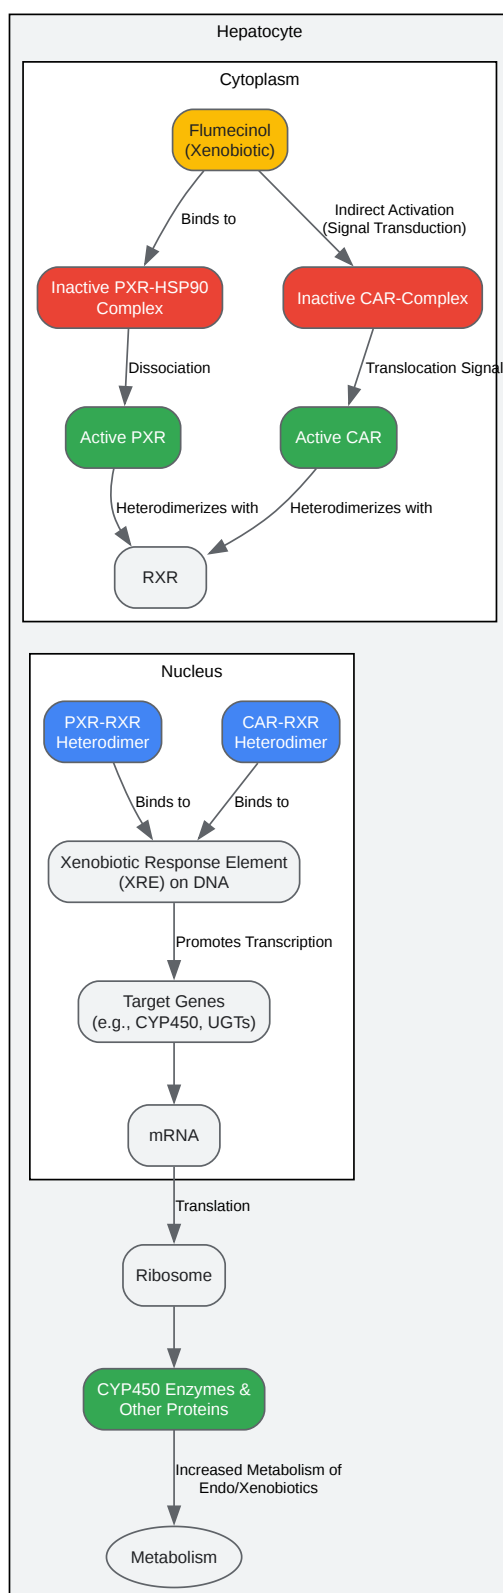 Hepatocyte
Cytoplasm
Flumecinol
(Xenobiotic)
Binds to
Indirect Activation
(Signal Transduction)
Inactive PXR-HSP90
Complex
Inactive CAR-Complex
Dissociation
Translocation Signal
Active PXR
Active CAR
Heterodimerizes with
Heterodimerizes with
RXR
Nucleus
PXR-RXR
Heterodimer
CAR-RXR
Heterodimer
Binds to
Binds to
Xenobiotic Response Element
(XRE) on DNA
Promotes Transcription
Target Genes
(e.g., CYP450, UGTs)
mRNA
Translation
Ribosome
CYP450 Enzymes &
Other Proteins
Increased Metabolism of
Endo/Xenobiotics
Metabolism